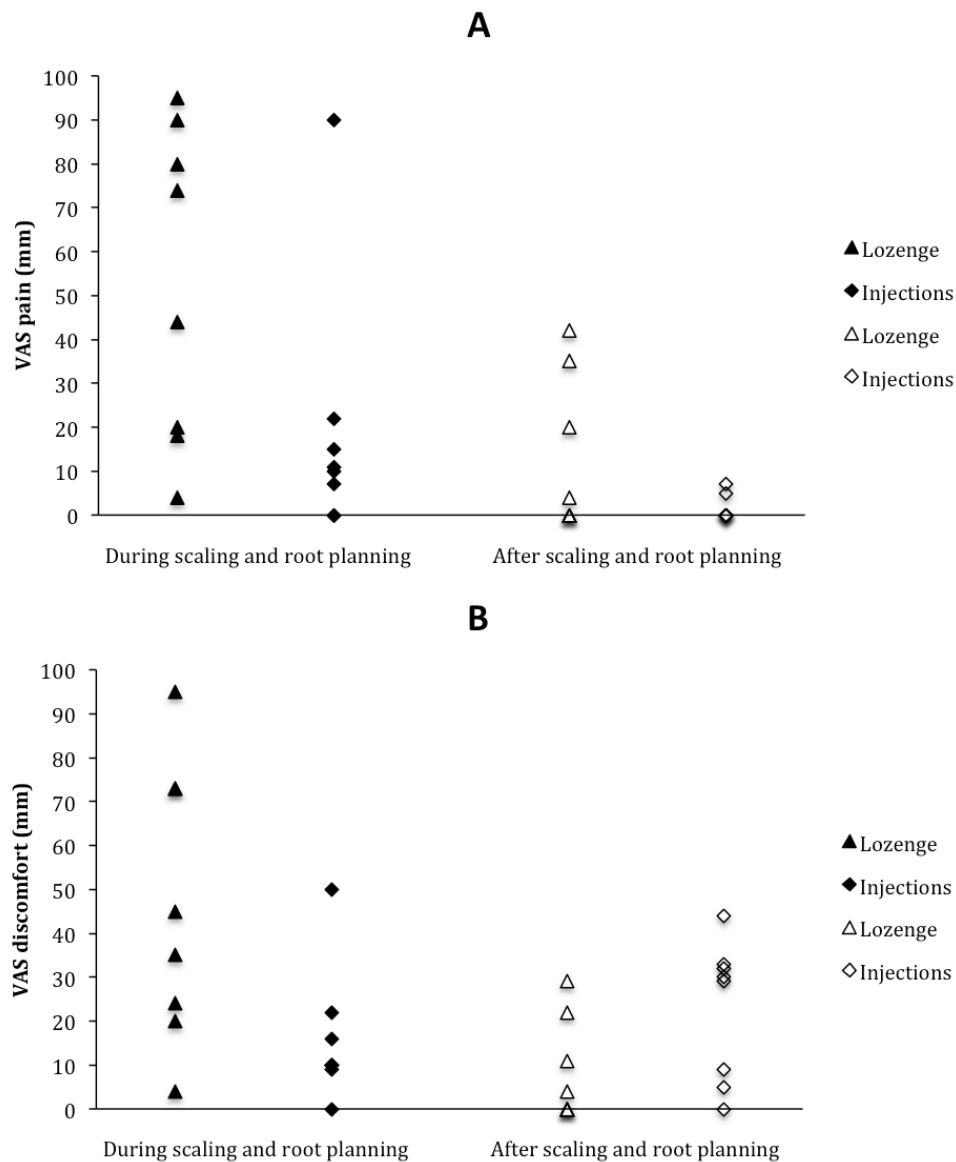 A
100
90
80
70
60
50
40
30
20
10
0
VAS pain (mm)
During scaling and root planning
After scaling and root planning
Lozenge
Injections
Lozenge
Injections
B
100
90
80
70
60
50
40
30
20
10
0
VAS discomfort (mm)
During scaling and root planning
After scaling and root planning
Lozenge
Injections
Lozenge
Injections